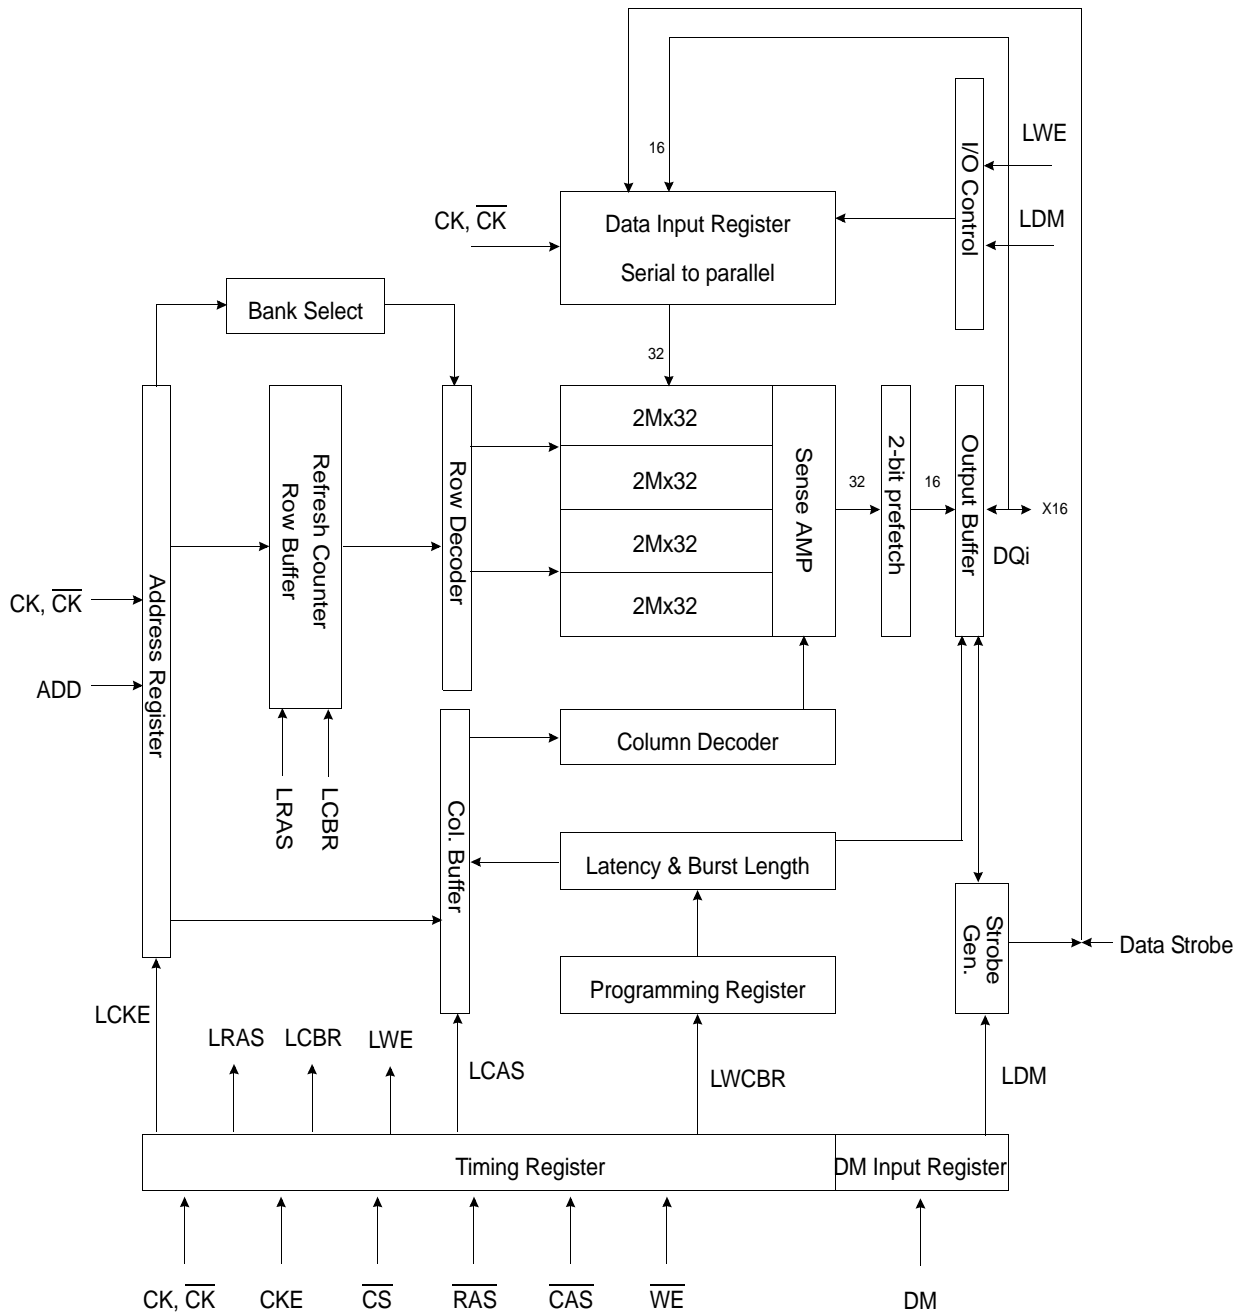 16
LWE
I/O Control
CK, CK
Data Input Register
Serial to parallel
LDM
Bank Select
32
Address Register
Refresh Counter
Row Buffer
Row Decoder
2Mx32
2Mx32
2Mx32
2Mx32
Sense AMP
32
2-bit prefetch
16
Output Buffer
X16
DQi
CK, CK
ADD
LRAS
LCBR
Col. Buffer
Column Decoder
Latency & Burst Length
Programming Register
Strobe
Gen.
Data Strobe
LCKE
LRAS
LCBR
LWE
LCAS
LWCBR
LDM
Timing Register
DM Input Register
CK, CK
CKE
CS
RAS
CAS
WE
DM